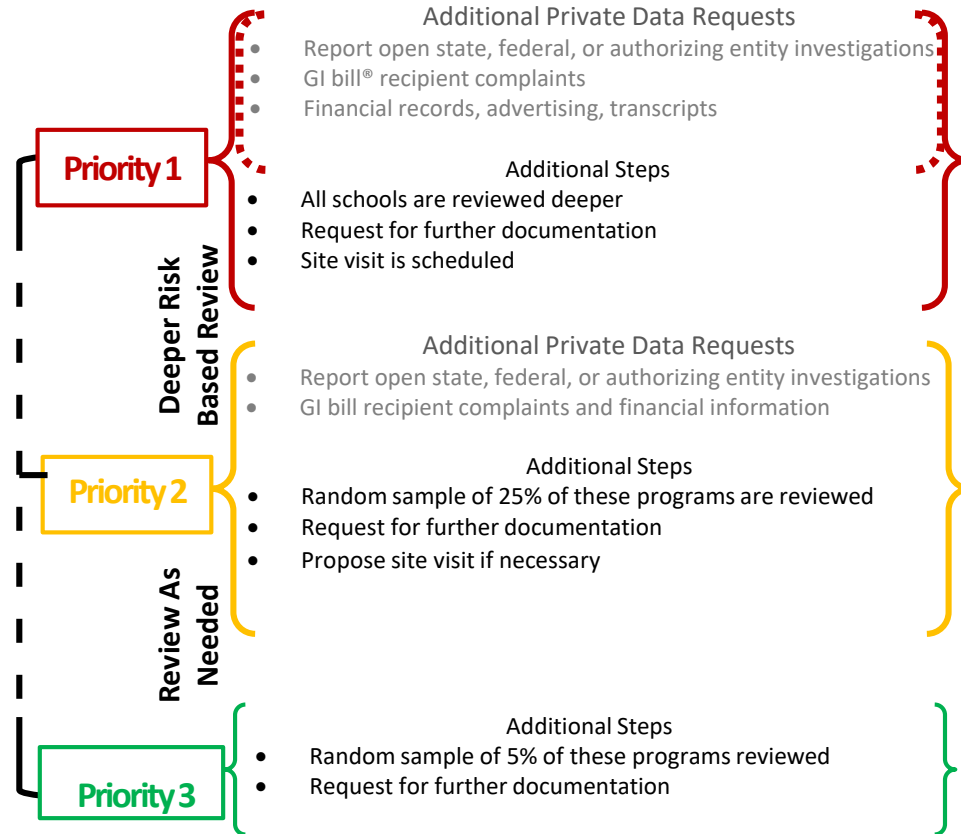 Additional Private Data Requests
• Report open state, federal, or authorizing entity investigations
• GI bill® recipient complaints
• Financial records, advertising, transcripts
Priority 1
Additional Steps
• All schools are reviewed deeper
• Request for further documentation
• Site visit is scheduled
Deeper Risk
Based Review
Additional Private Data Requests
• Report open state, federal, or authorizing entity investigations
• GI bill recipient complaints and financial information
Priority 2
Additional Steps
• Random sample of 25% of these programs are reviewed
• Request for further documentation
• Propose site visit if necessary
Review As
Needed
Additional Steps
• Random sample of 5% of these programs reviewed
• Request for further documentation
Priority 3